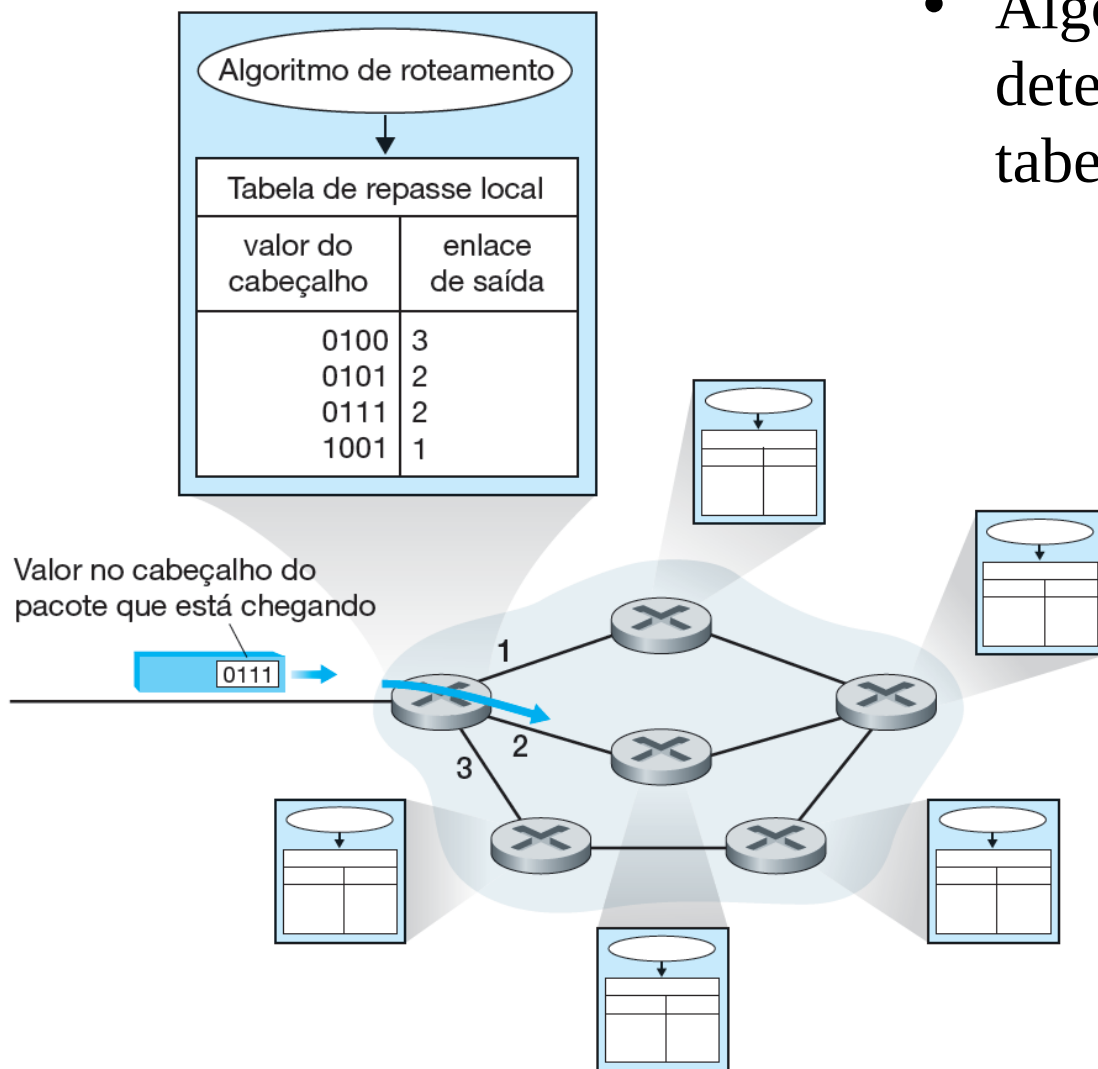 Algoritmo de roteamento
Tabela de repasse local
valor do
cabeçalho
enlace
de saída
0100 3
0101 2
0111 2
1001 1
tabe
Valor no cabeçalho do
pacote que está chegando
0111
1
2
3